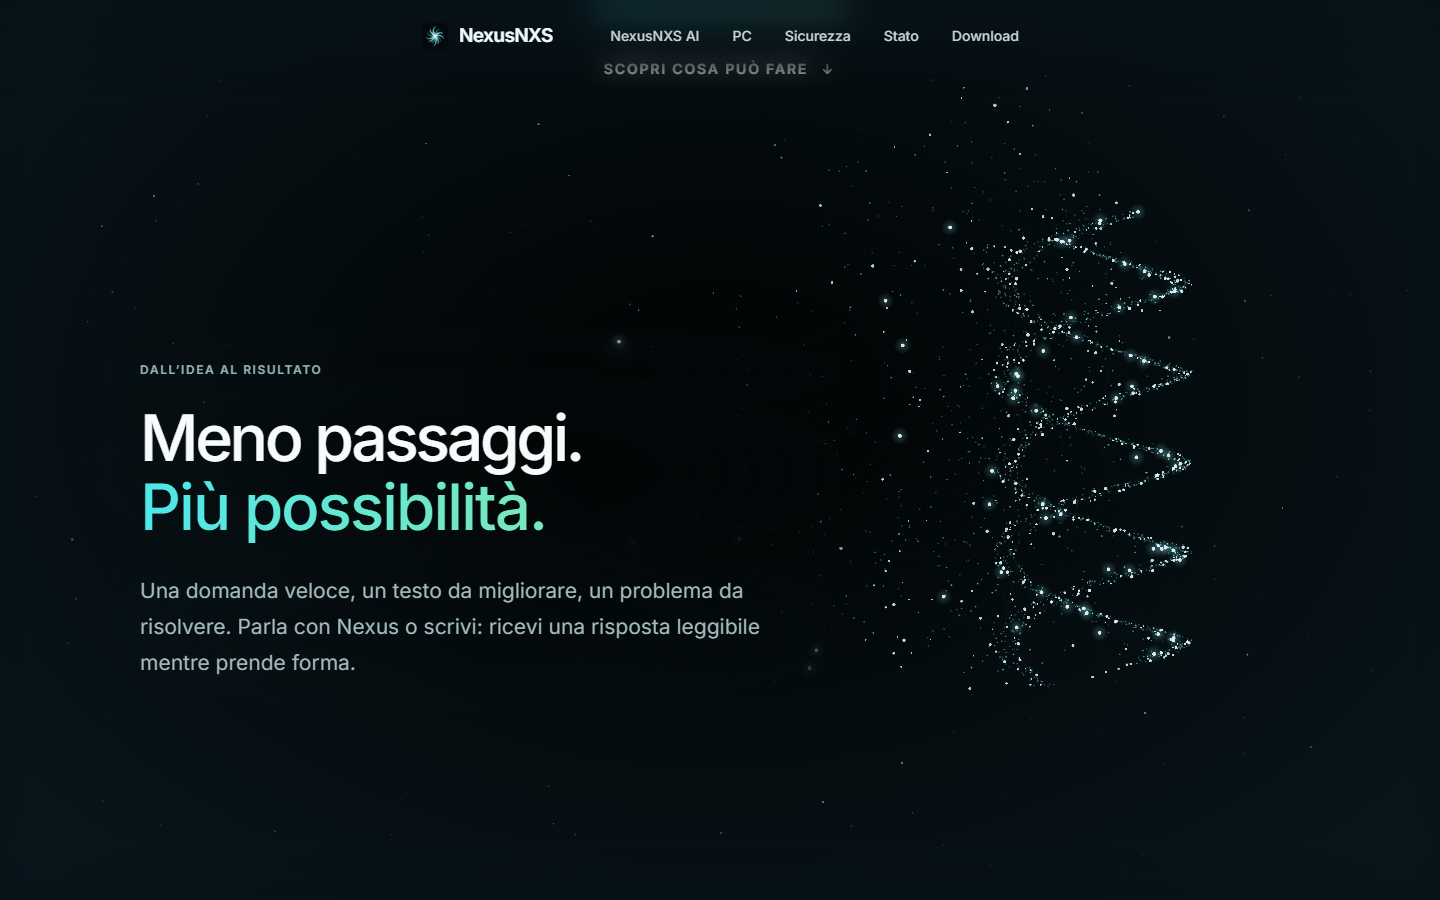 NexusNXS
NexusNXS AI PC Sicurezza Stato Download
SCOPRI COSA PUÒ FARE ↓
DALL’IDEA AL RISULTATO
Meno passaggi.
Più possibilità.
Una domanda veloce, un testo da migliorare, un problema da
risolvere. Parla con Nexus o scrivi: ricevi una risposta leggibile
mentre prende forma.